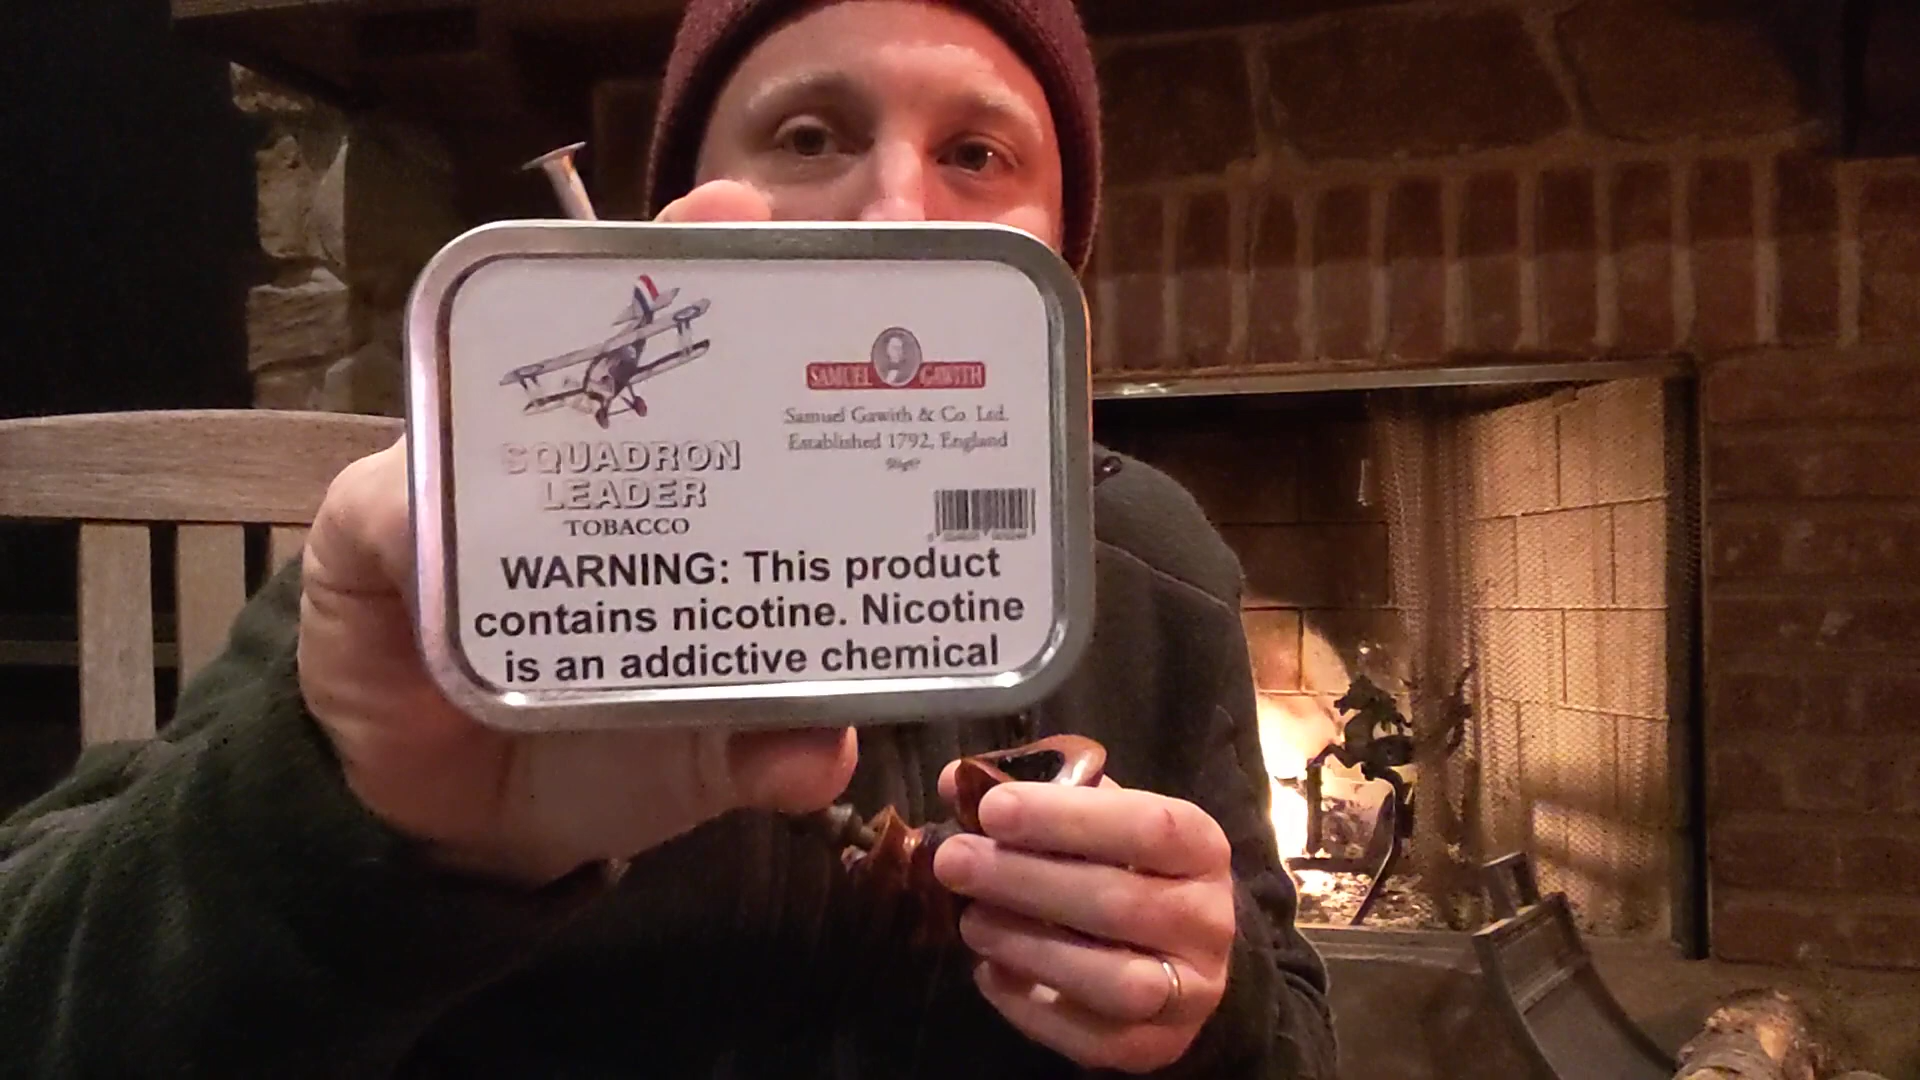 SQUADRON
LEADER
TOBACCO
SAMUEL GAWITH
Samuel Gawith & Co. Ltd.
Established 1792, England
50g℮
WARNING: This product
contains nicotine. Nicotine
is an addictive chemical